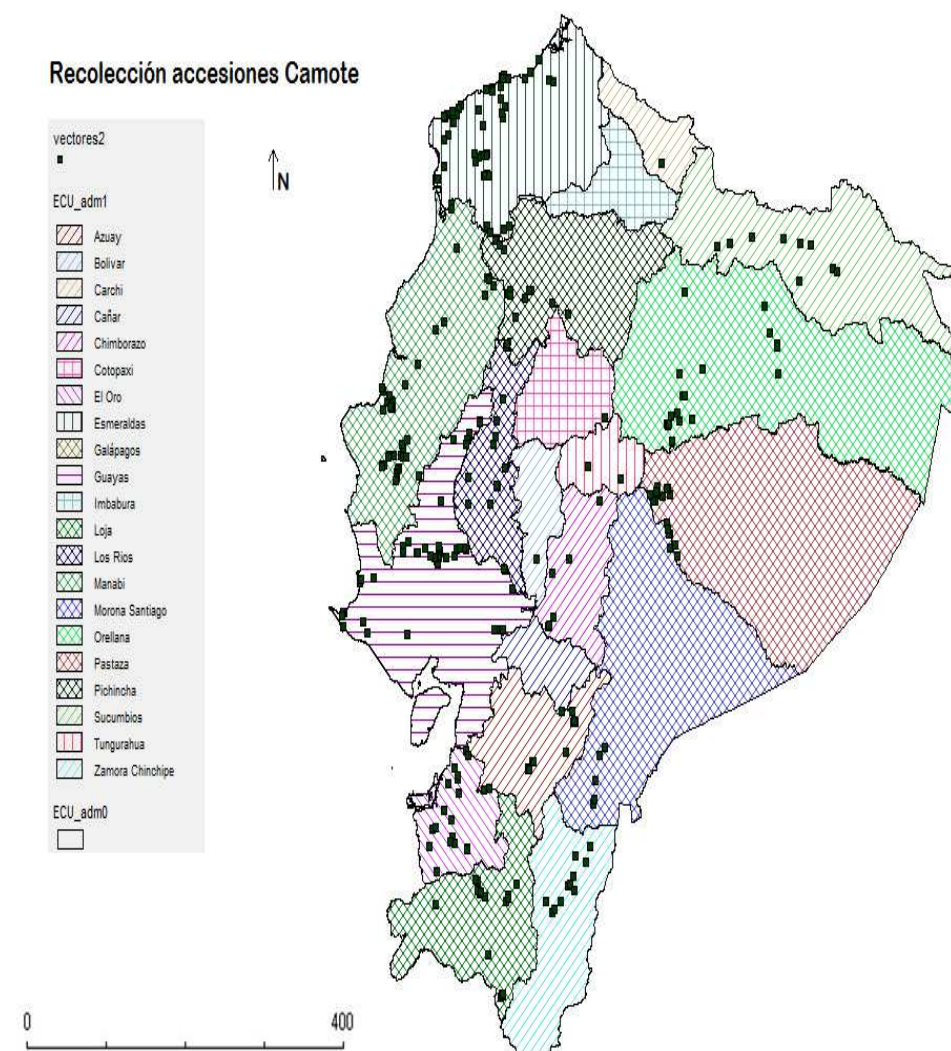 Recolección accesiones Camote
vectores2
N
ECU_adm1
Azuay
Bolivar
Carchi
Cañar
Chimborazo
Cotopaxi
El Oro
Esmeraldas
Galápagos
Guayas
Imbabura
Loja
Los Rios
Manabi
Morona Santiago
Orellana
Pastaza
Pichincha
Sucumbios
Tungurahua
Zamora Chinchipe
ECU_adm0
0 400